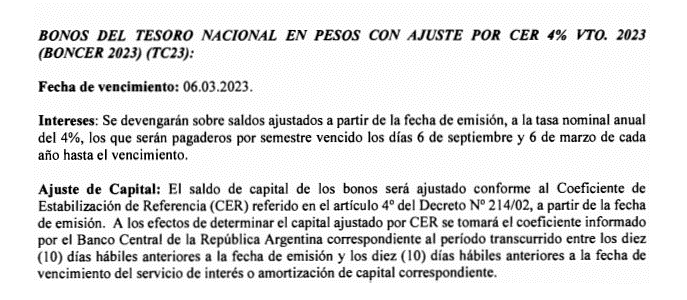 BONOS DEL TESORO NACIONAL EN PESOS CON AJUSTE POR CER 4% VTO. 2023
(BONCER 2023) (TC23):
Fecha de vencimiento: 06.03.2023.
Intereses: Se devengarán sobre saldos ajustados a partir de la fecha de emisión, a la tasa nominal anual
del 4%, los que serán pagaderos por semestre vencido los días 6 de septiembre y 6 de marzo de cada
año hasta el vencimiento.
Ajuste de Capital: El saldo de capital de los bonos será ajustado conforme al Coeficiente de
Estabilización de Referencia (CER) referido en el artículo 4º del Decreto Nº 214/02, a partir de la fecha
de emisión. A los efectos de determinar el capital ajustado por CER se tomará el coeficiente informado
por el Banco Central de la República Argentina correspondiente al período transcurrido entre los diez
(10) días hábiles anteriores a la fecha de emisión y los diez (10) días hábiles anteriores a la fecha de
vencimiento del servicio de interés o amortización de capital correspondiente.